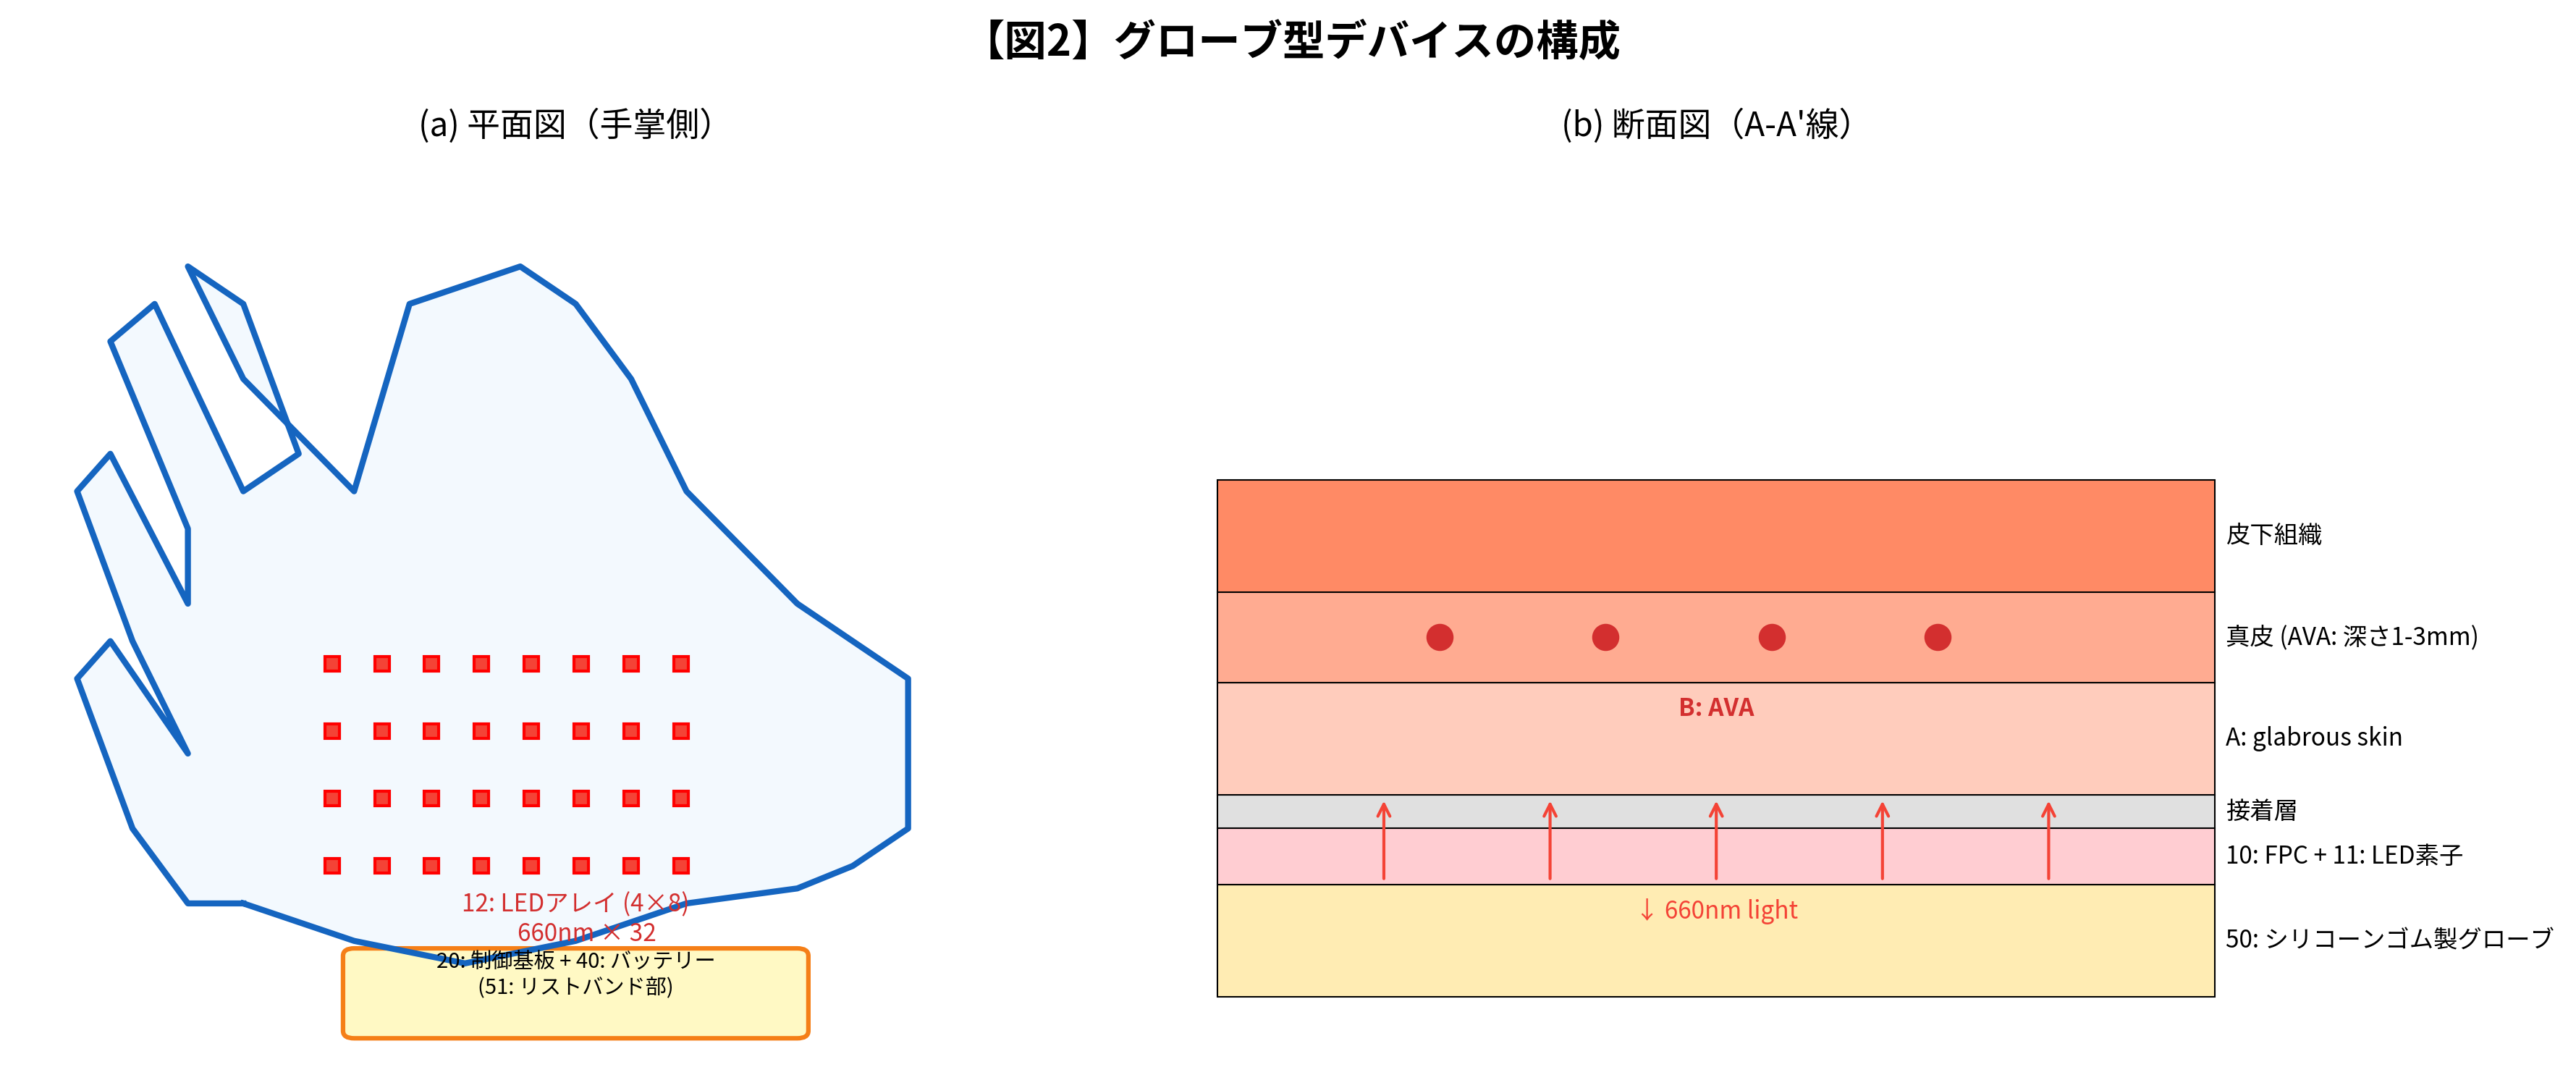 【図2】グローブ型デバイスの構成
(a) 平面図（手掌側）
12: LEDアレイ (4×8)
660nm × 32
20: 制御基板 + 40: バッテリー
(51: リストバンド部)
(b) 断面図（A-A'線）
皮下組織
真皮 (AVA: 深さ1-3mm)
B: AVA
A: glabrous skin
接着層
10: FPC + 11: LED素子
↓ 660nm light
50: シリコーンゴム製グローブ